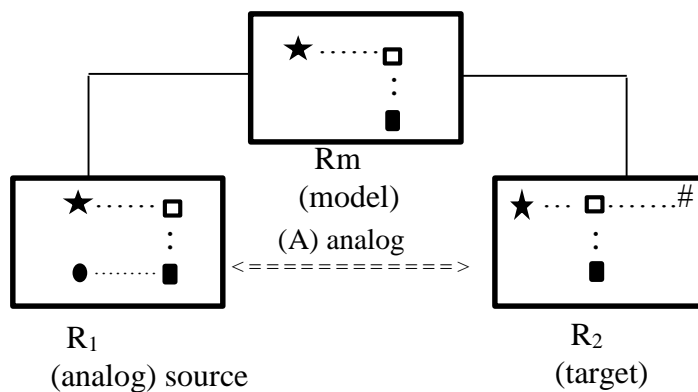 #
Rm
(model)
(A) analog
<============>
R₁
(analog) source
R₂
(target)